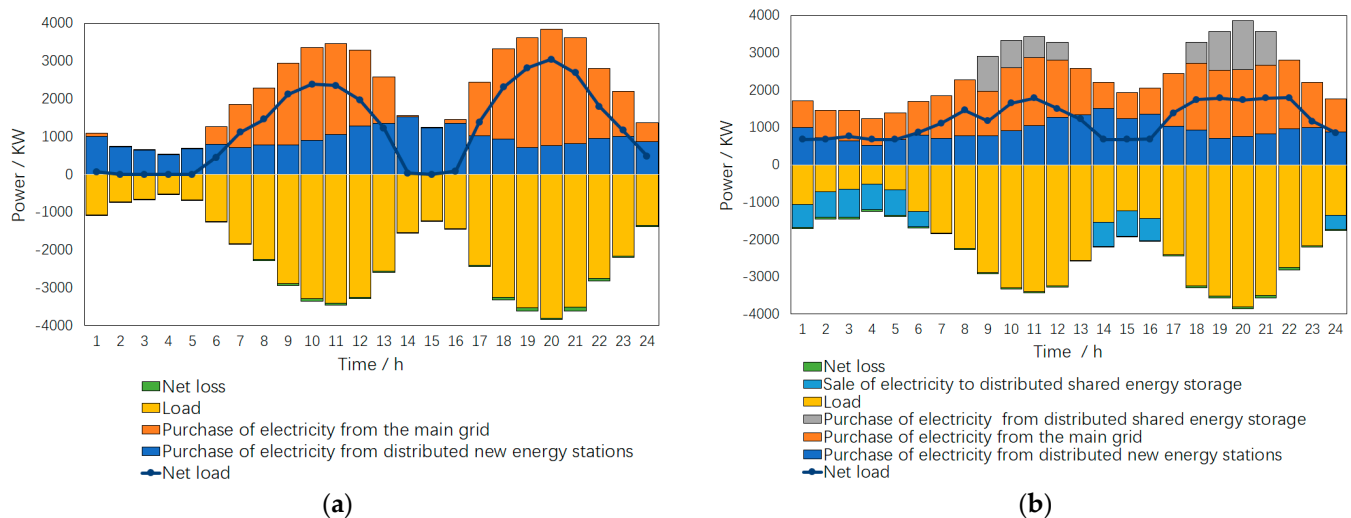 4000
3000
2000
1000
0
-1000
-2000
-3000
-4000
Power / KW
1 2 3 4 5 6 7 8 9 10 11 12 13 14 15 16 17 18 19 20 21 22 23 24
Time / h
Net loss
Load
Purchase of electricity from the main grid
Purchase of electricity from distributed new energy stations
Net load
(a)
4000
3000
2000
1000
0
-1000
-2000
-3000
-4000
Power / KW
1 2 3 4 5 6 7 8 9 10 11 12 13 14 15 16 17 18 19 20 21 22 23 24
Time / h
Net loss
Sale of electricity to distributed shared energy storage
Load
Purchase of electricity from distributed shared energy storage
Purchase of electricity from the main grid
Purchase of electricity from distributed new energy stations
Net load
(b)